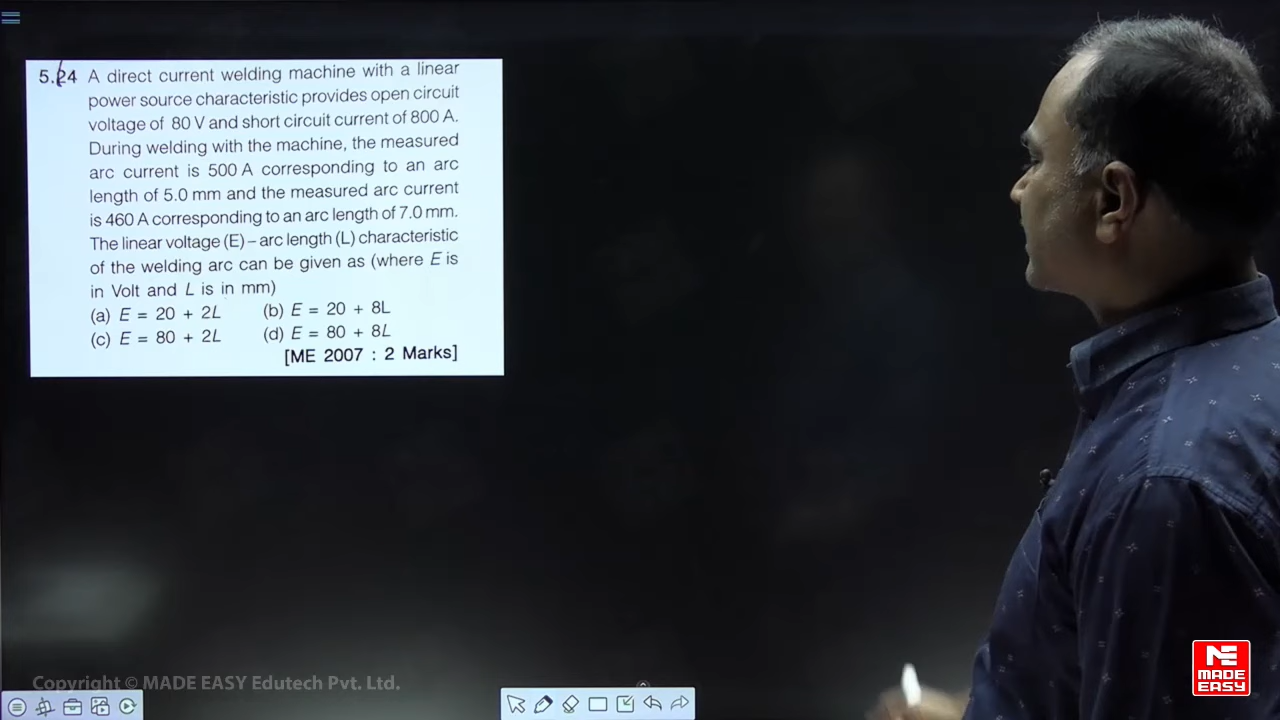 5.24 A direct current welding machine with a linear
power source characteristic provides open circuit
voltage of 80 V and short circuit current of 800 A.
During welding with the machine, the measured
arc current is 500 A corresponding to an arc
length of 5.0 mm and the measured arc current
is 460 A corresponding to an arc length of 7.0 mm.
The linear voltage (E) – arc length (L) characteristic
of the welding arc can be given as (where E is
in Volt and L is in mm)
(a) E = 20 + 2L (b) E = 20 + 8L
(c) E = 80 + 2L (d) E = 80 + 8L
[ME 2007 : 2 Marks]
Copyright © MADE EASY Edutech Pvt. Ltd.
ME
MADE
EASY